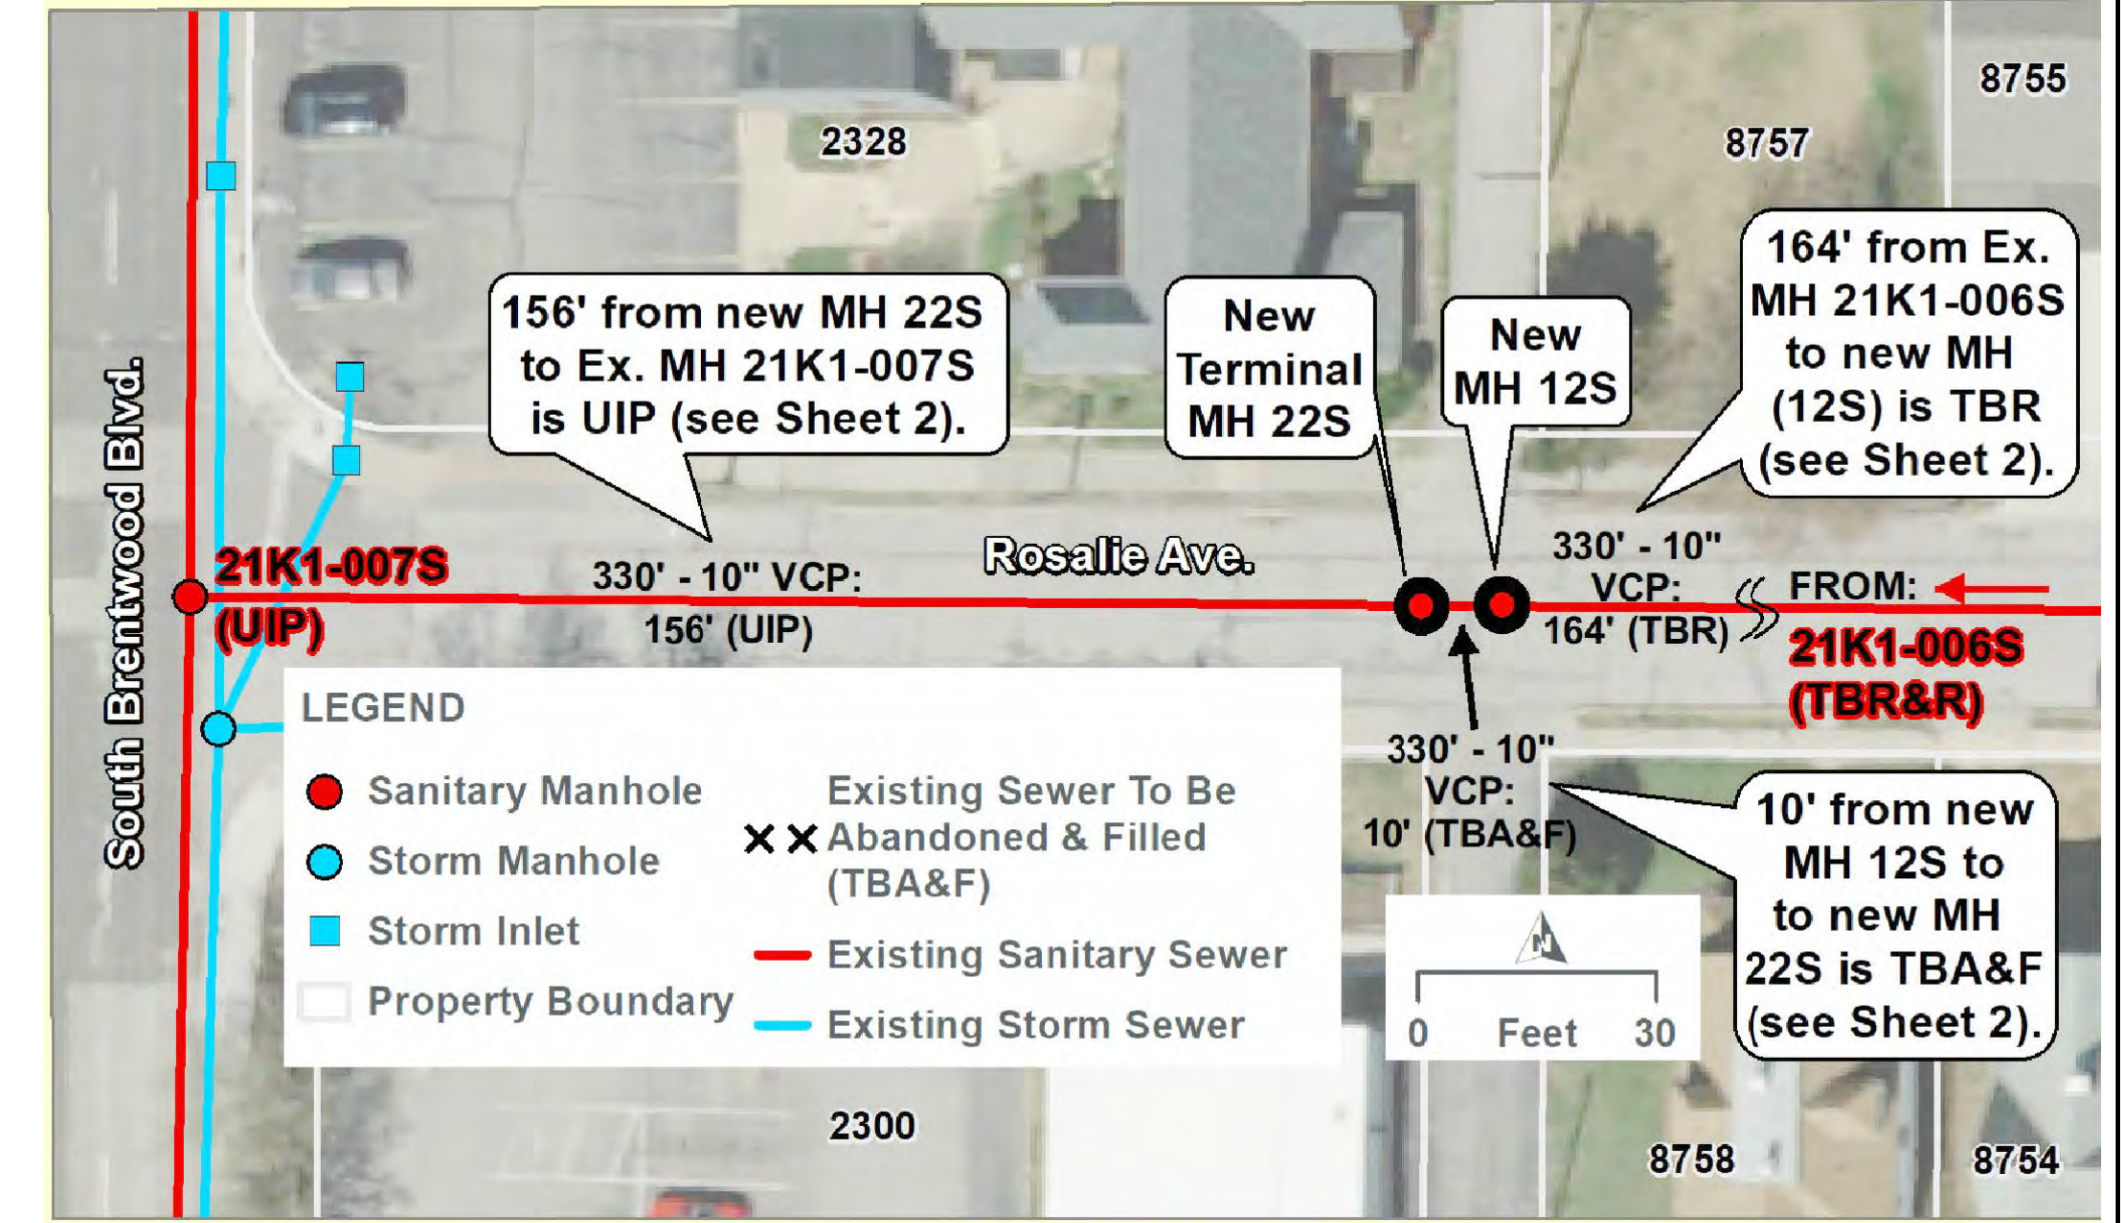 8755
2328
8757
164' from Ex.
MH 21K1-006S
to new MH
(12S) is TBR
(see Sheet 2).
156' from new MH 22S
to Ex. MH 21K1-007S
is UIP (see Sheet 2).
New
Terminal
MH 22S
New
MH 12S
South Brentwood Blvd.
Rosalie Ave.
21K1-007S
(UIP)
330' - 10" VCP:
156' (UIP)
330' - 10"
VCP:
164' (TBR)
FROM:
21K1-006S
(TBR&R)
330' - 10"
VCP:
10' (TBA&F)
10' from new
MH 12S to
to new MH
22S is TBA&F
(see Sheet 2).
LEGEND
Sanitary Manhole
Storm Manhole
Storm Inlet
Property Boundary
Existing Sewer To Be
Abandoned & Filled
(TBA&F)
Existing Sanitary Sewer
Existing Storm Sewer
N
0 Feet 30
2300
8758
8754